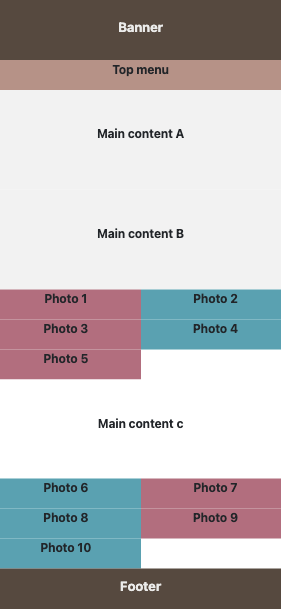 Banner
Top menu
Main content A
Main content B
Photo 1 Photo 2
Photo 3 Photo 4
Photo 5
Main content c
Photo 6 Photo 7
Photo 8 Photo 9
Photo 10
Footer